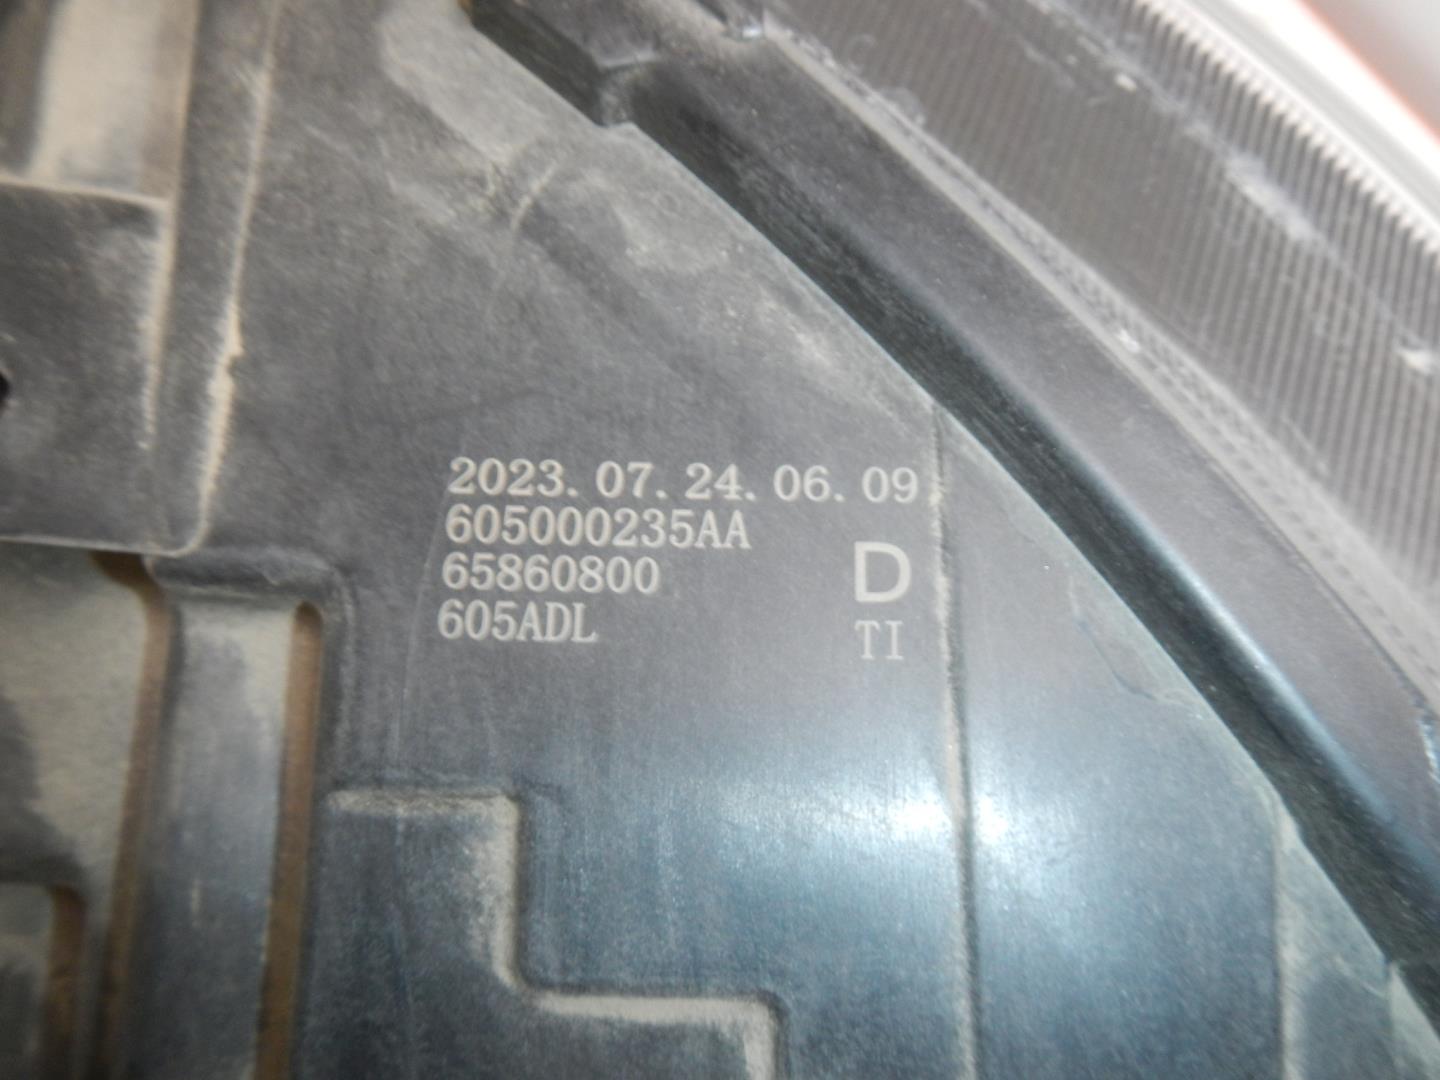 2023. 07. 24. 06. 09
605000235AA
65860800
605ADL
D
TI